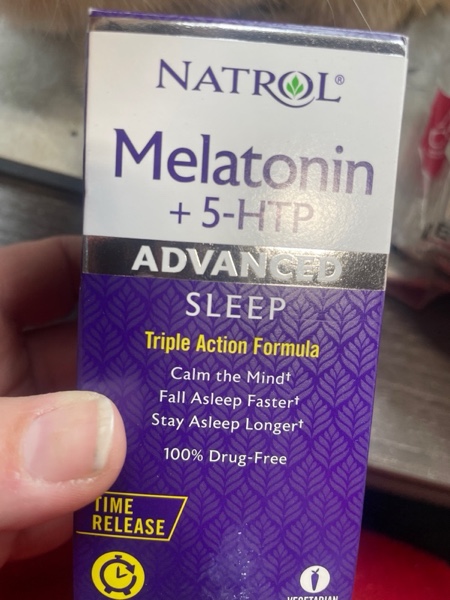 NATROL®
Melatonin
+ 5-HTP
ADVANCED
SLEEP
Triple Action Formula
Calm the Mind†
Fall Asleep Faster†
Stay Asleep Longer†
100% Drug-Free
TIME
RELEASE
VEGETARIAN